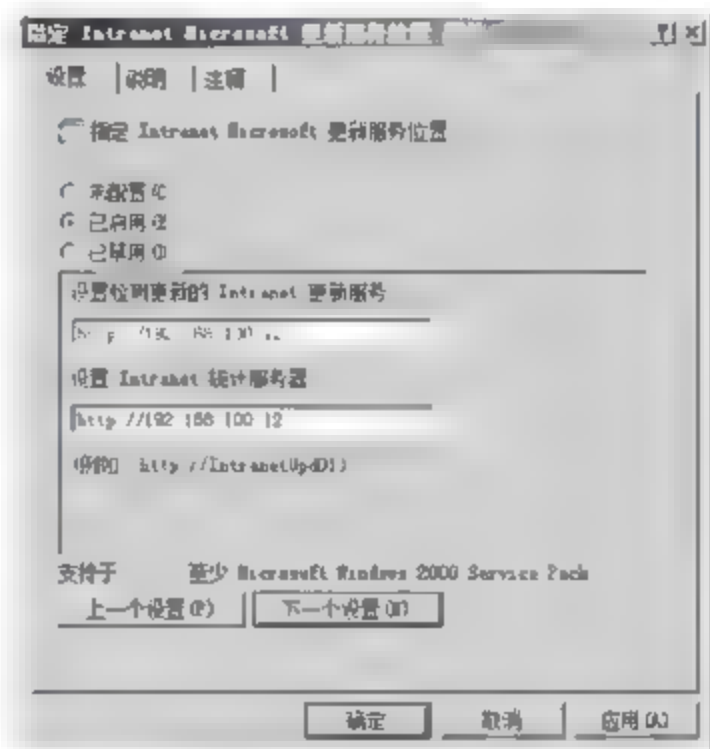 指定 Intranet Microsoft 更新服务位置
设置 说明 注释
指定 Intranet Microsoft 更新服务位置
未配置(C)
已启用(E)
已禁用(D)
设置检测更新的 Intranet 更新服务
设置 Intranet 统计服务器
http://192.168.100.12
(例如 http://IntranetUpd01)
支持于 至少 Microsoft Windows 2000 Service Pack
上一个设置(P) 下一个设置(N)
确定 取消 应用(A)